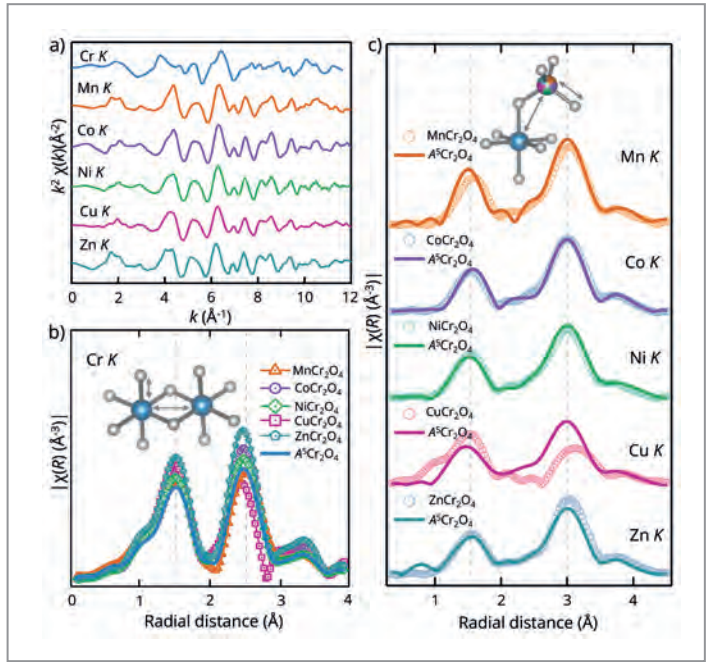 a)
Cr K
Mn K
Co K
Ni K
Cu K
Zn K
k² χ(k)(Å⁻²)
0 2 4 6 8 10 12
k (Å⁻¹)
b)
Cr K
MnCr₂O₄
CoCr₂O₄
NiCr₂O₄
CuCr₂O₄
ZnCr₂O₄
A⁵Cr₂O₄
|χ(R) (Å⁻³)|
0 1 2 3 4
Radial distance (Å)
c)
MnCr₂O₄
A⁵Cr₂O₄
Mn K
CoCr₂O₄
A⁵Cr₂O₄
Co K
NiCr₂O₄
A⁵Cr₂O₄
Ni K
CuCr₂O₄
A⁵Cr₂O₄
Cu K
ZnCr₂O₄
A⁵Cr₂O₄
Zn K
|χ(R) (Å⁻³)|
1 2 3 4
Radial distance (Å)